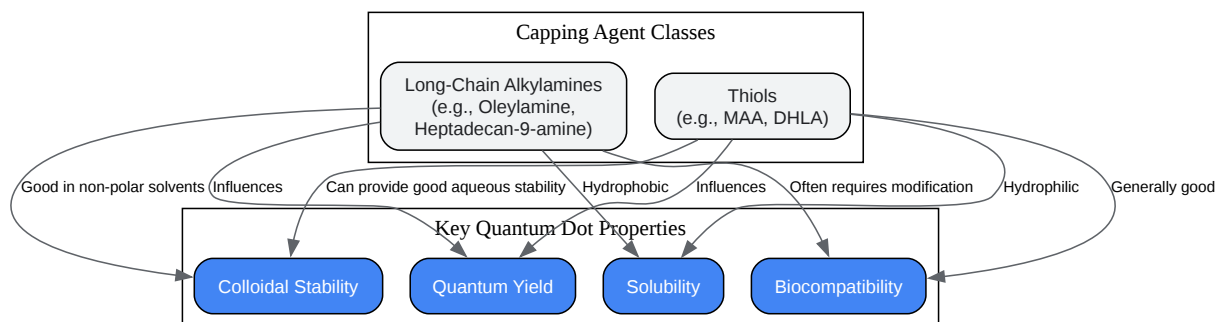 Capping Agent Classes
Long-Chain Alkylamines
(e.g., Oleylamine,
Heptadecan-9-amine)
Thiols
(e.g., MAA, DHLA)
Good in non-polar solvents
Influences
Can provide good aqueous stability
Hydrophobic
Influences
Often requires modification
Hydrophilic
Generally good
Key Quantum Dot Properties
Colloidal Stability
Quantum Yield
Solubility
Biocompatibility